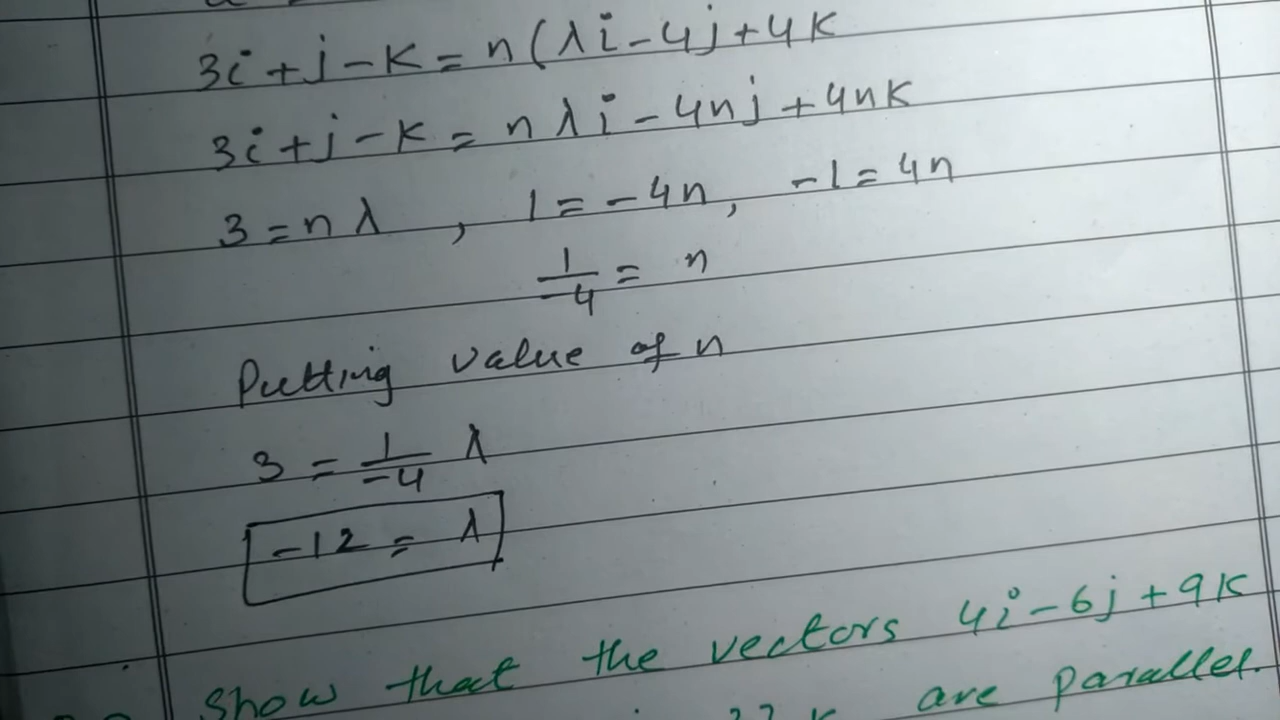 3i + j - k = n(λi - 4j + 4k
3i + j - k = nλi - 4nj + 4nk
3 = nλ , 1 = -4n, -1 = 4n
1/-4 = n
Putting value of n
3 = 1/-4 λ
-12 = λ
Show that the vectors 4i - 6j + 9k
are parallel.